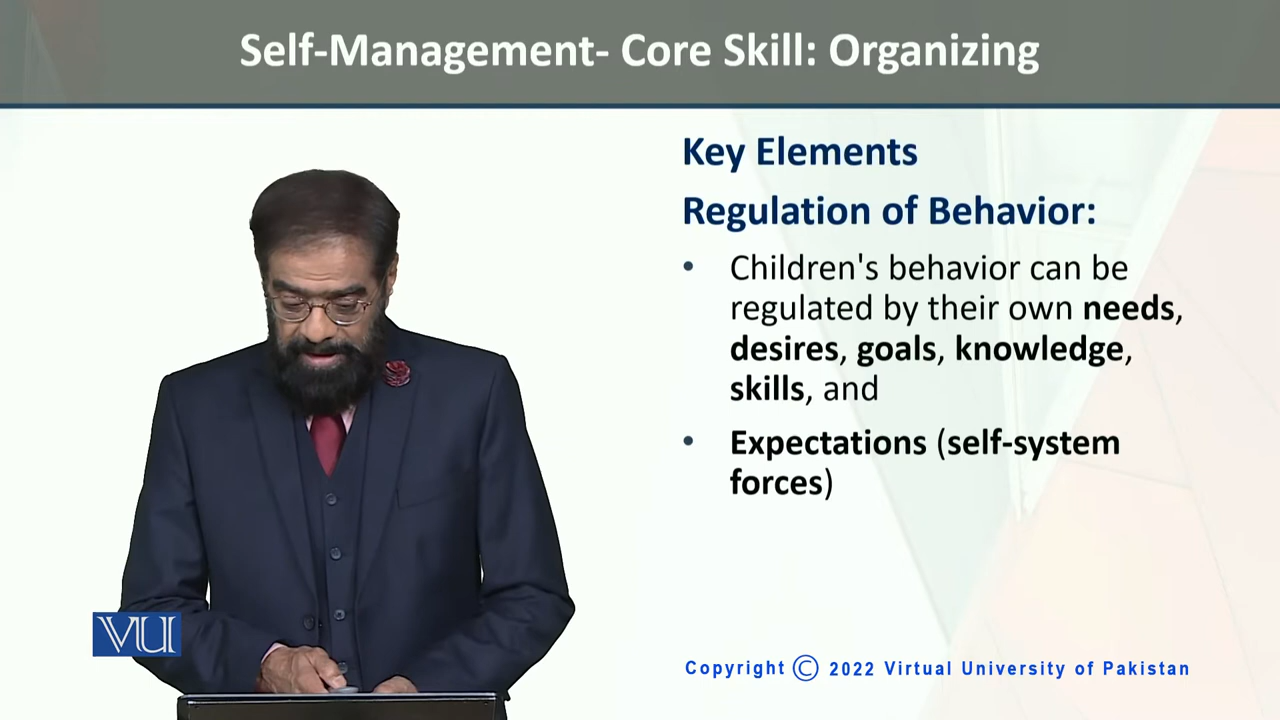 Self-Management- Core Skill: Organizing
Key Elements
Regulation of Behavior:
• Children's behavior can be
regulated by their own needs,
desires, goals, knowledge,
skills, and
• Expectations (self-system
forces)
VU
Copyright © 2022 Virtual University of Pakistan